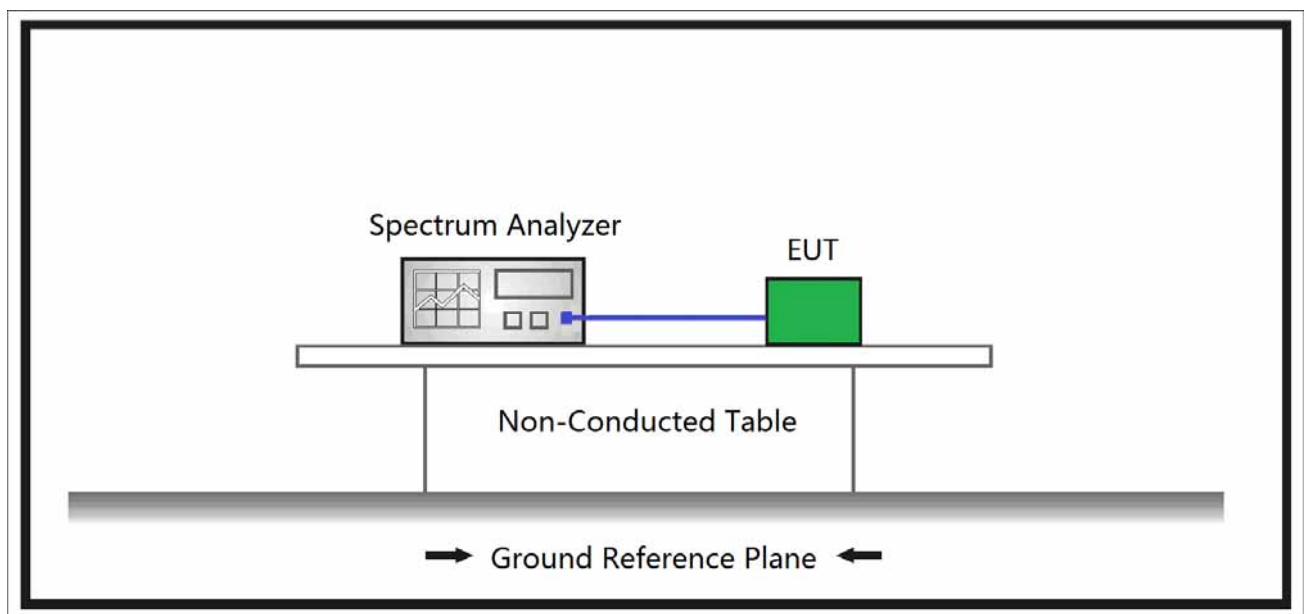 Spectrum Analyzer
EUT
Non-Conducted Table
Ground Reference Plane